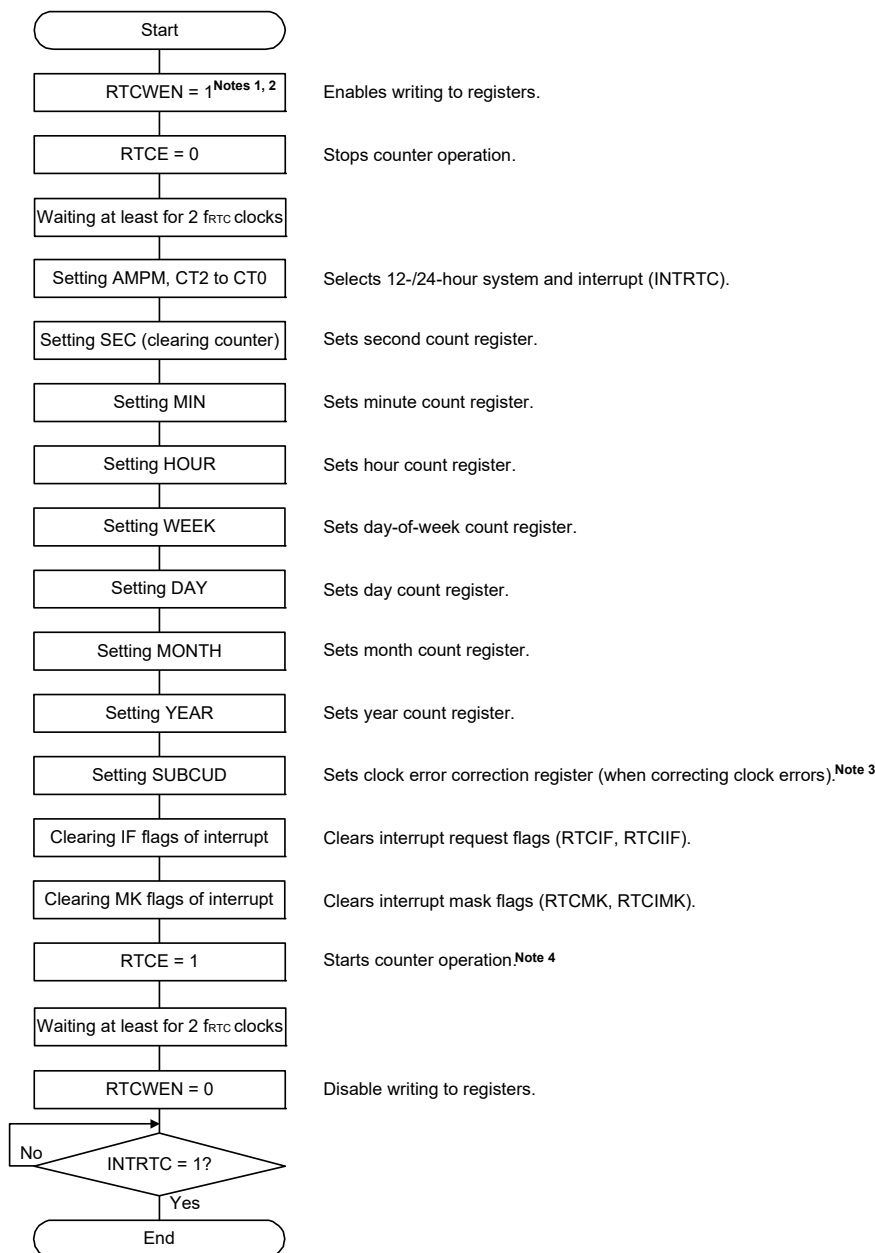 Start
RTCWEN = 1Notes 1, 2 Enables writing to registers.
RTCE = 0 Stops counter operation.
Waiting at least for 2 fRTC clocks
Setting AMPM, CT2 to CT0 Selects 12-/24-hour system and interrupt (INTRTC).
Setting SEC (clearing counter) Sets second count register.
Setting MIN Sets minute count register.
Setting HOUR Sets hour count register.
Setting WEEK Sets day-of-week count register.
Setting DAY Sets day count register.
Setting MONTH Sets month count register.
Setting YEAR Sets year count register.
Setting SUBCUD Sets clock error correction register (when correcting clock errors).Note 3
Clearing IF flags of interrupt Clears interrupt request flags (RTCIF, RTCIIF).
Clearing MK flags of interrupt Clears interrupt mask flags (RTCMK, RTCIMK).
RTCE = 1 Starts counter operation.Note 4
Waiting at least for 2 fRTC clocks
RTCWEN = 0 Disable writing to registers.
No
INTRTC = 1?
Yes
End